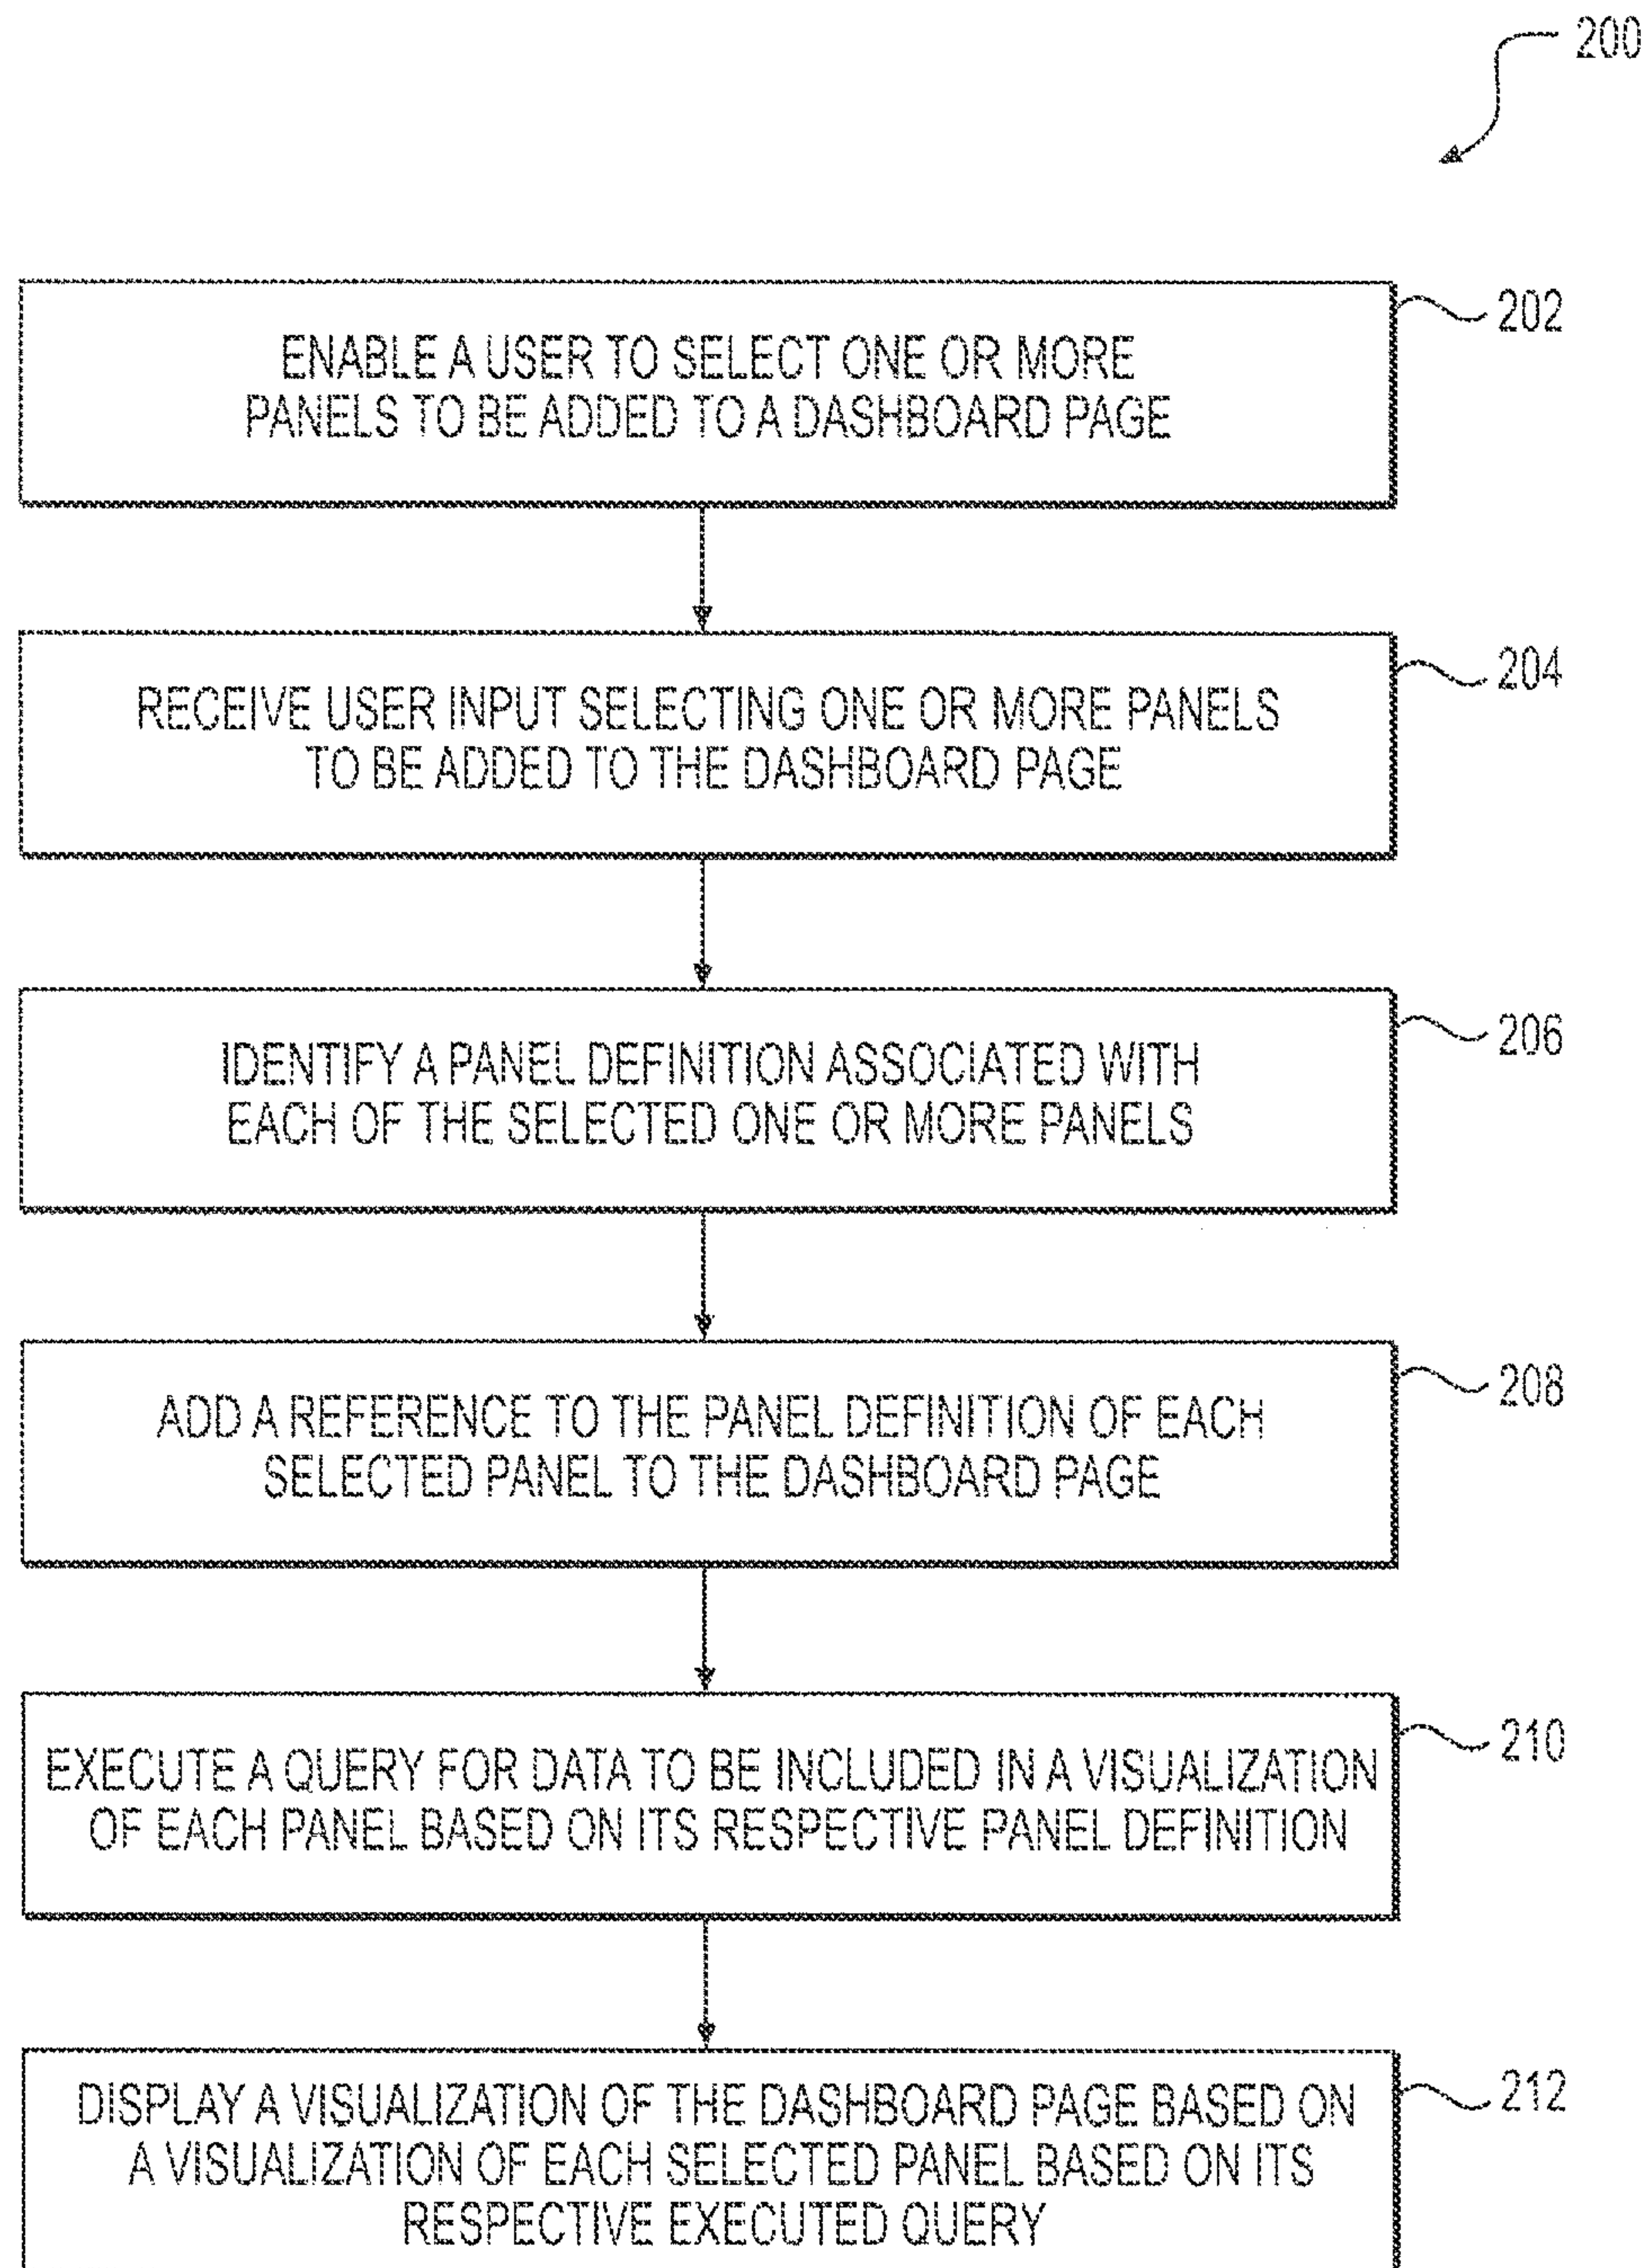 200
202
ENABLE A USER TO SELECT ONE OR MORE
PANELS TO BE ADDED TO A DASHBOARD PAGE
204
RECEIVE USER INPUT SELECTING ONE OR MORE PANELS
TO BE ADDED TO THE DASHBOARD PAGE
206
IDENTIFY A PANEL DEFINITION ASSOCIATED WITH
EACH OF THE SELECTED ONE OR MORE PANELS
208
ADD A REFERENCE TO THE PANEL DEFINITION OF EACH
SELECTED PANEL TO THE DASHBOARD PAGE
210
EXECUTE A QUERY FOR DATA TO BE INCLUDED IN A VISUALIZATION
OF EACH PANEL BASED ON ITS RESPECTIVE PANEL DEFINITION
212
DISPLAY A VISUALIZATION OF THE DASHBOARD PAGE BASED ON
A VISUALIZATION OF EACH SELECTED PANEL BASED ON ITS
RESPECTIVE EXECUTED QUERY